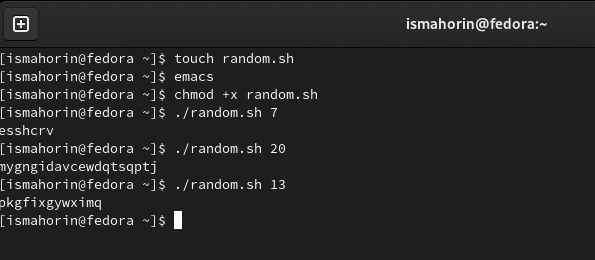 ismahorin@fedora:~
[ismahorin@fedora ~]$ touch random.sh
[ismahorin@fedora ~]$ emacs
[ismahorin@fedora ~]$ chmod +x random.sh
[ismahorin@fedora ~]$ ./random.sh 7
esshcrv
[ismahorin@fedora ~]$ ./random.sh 20
mygngidavcewdqtsqptj
[ismahorin@fedora ~]$ ./random.sh 13
pkgfixgywximq
[ismahorin@fedora ~]$